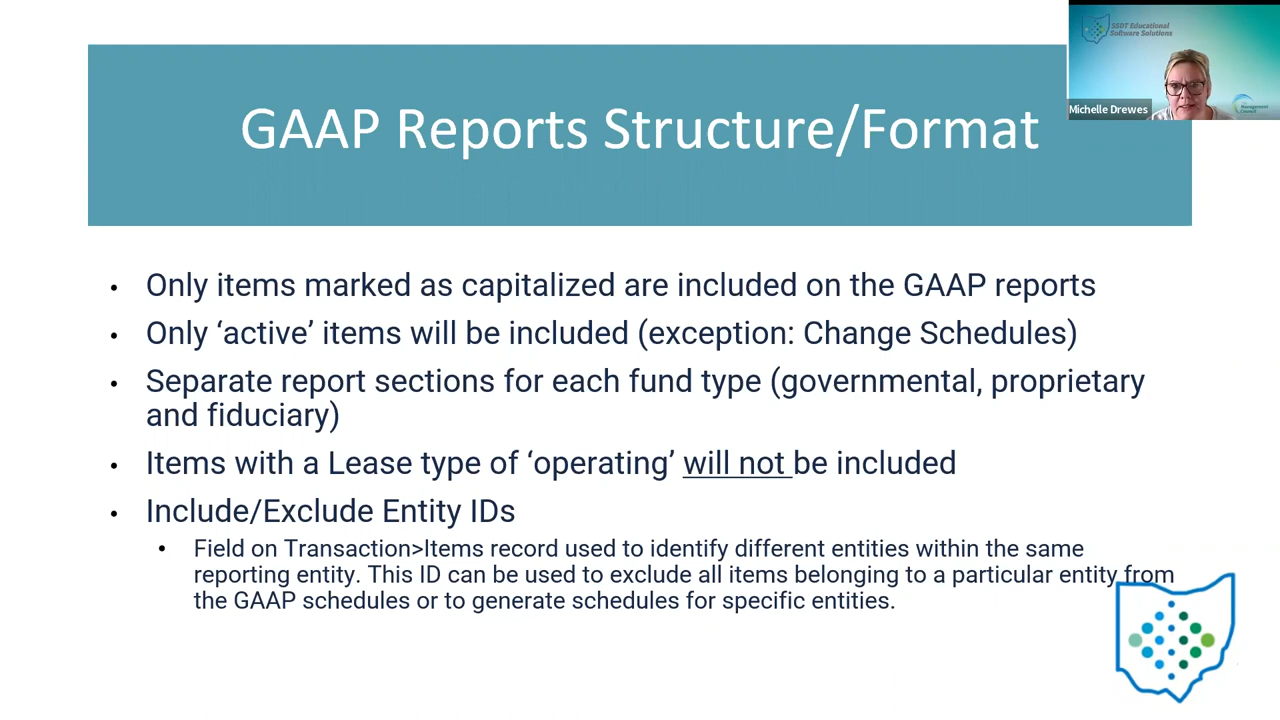 SSDT Educational
Software Solutions
Michelle Drewes
Management
Council
GAAP Reports Structure/Format
• Only items marked as capitalized are included on the GAAP reports
• Only ‘active’ items will be included (exception: Change Schedules)
• Separate report sections for each fund type (governmental, proprietary
and fiduciary)
• Items with a Lease type of ‘operating’ will not be included
• Include/Exclude Entity IDs
• Field on Transaction>Items record used to identify different entities within the same
reporting entity. This ID can be used to exclude all items belonging to a particular entity from
the GAAP schedules or to generate schedules for specific entities.